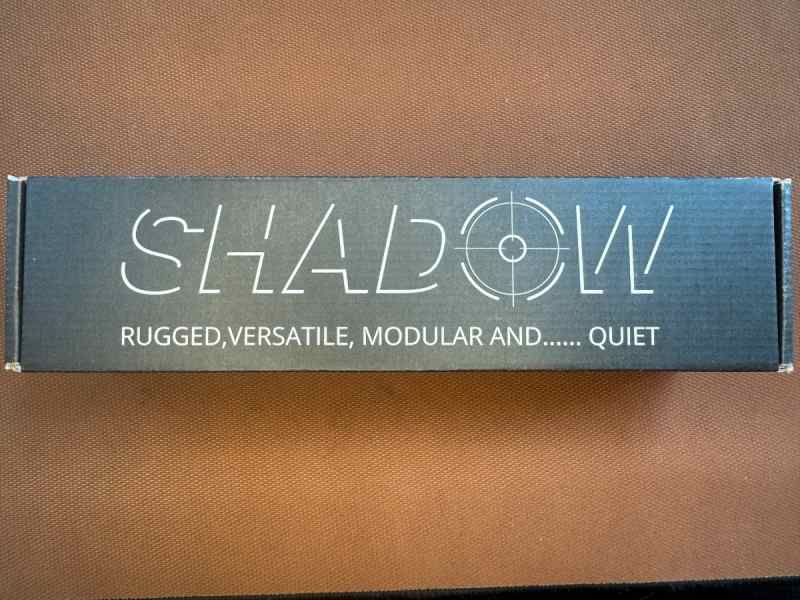 SHADOW
RUGGED,VERSATILE, MODULAR AND...... QUIET